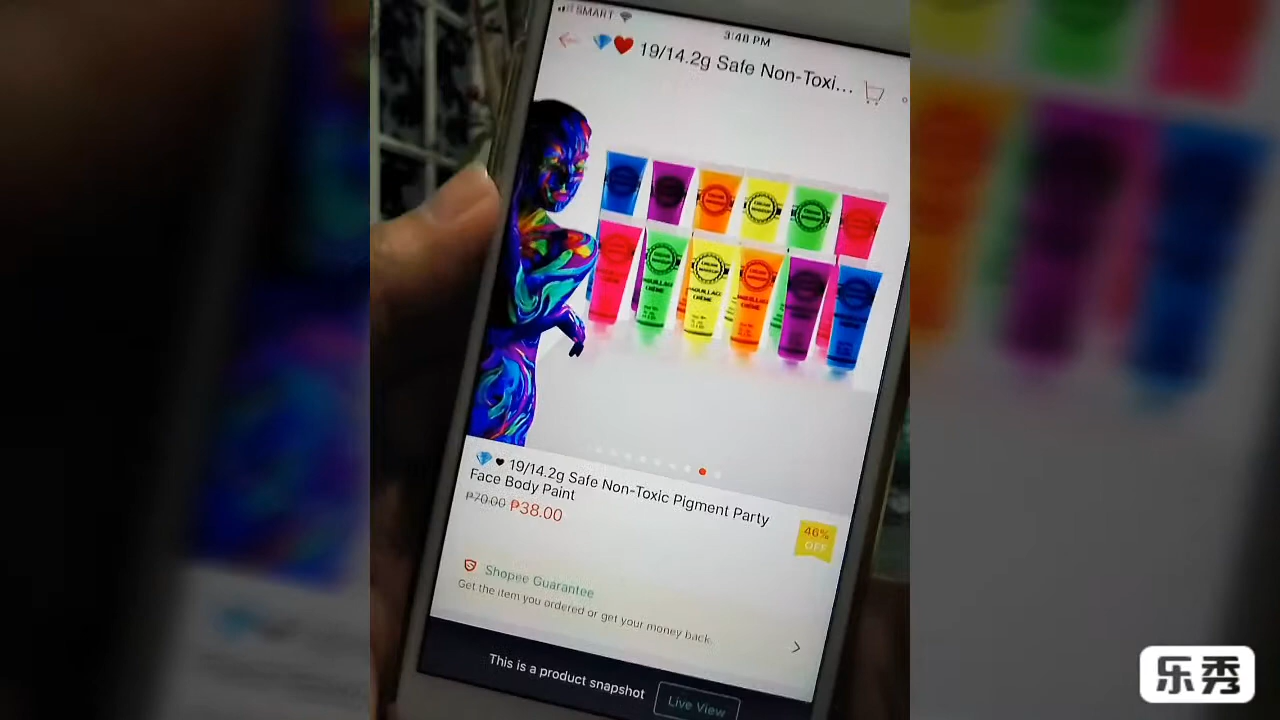 SMART
3:48 PM
19/14.2g Safe Non-Toxi...
19/14.2g Safe Non-Toxic Pigment Party
Face Body Paint
₱70.00 ₱38.00
46%
OFF
Shopee Guarantee
Get the item you ordered or get your money back.
This is a product snapshot
Live View
乐秀